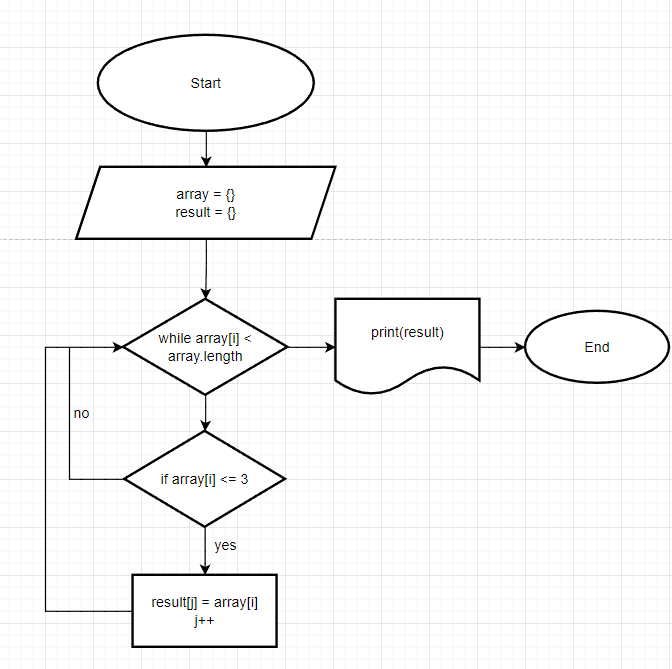 Start
array = {}
result = {}
while array[i] <
array.length
print(result)
End
no
if array[i] <= 3
yes
result[j] = array[i]
j++